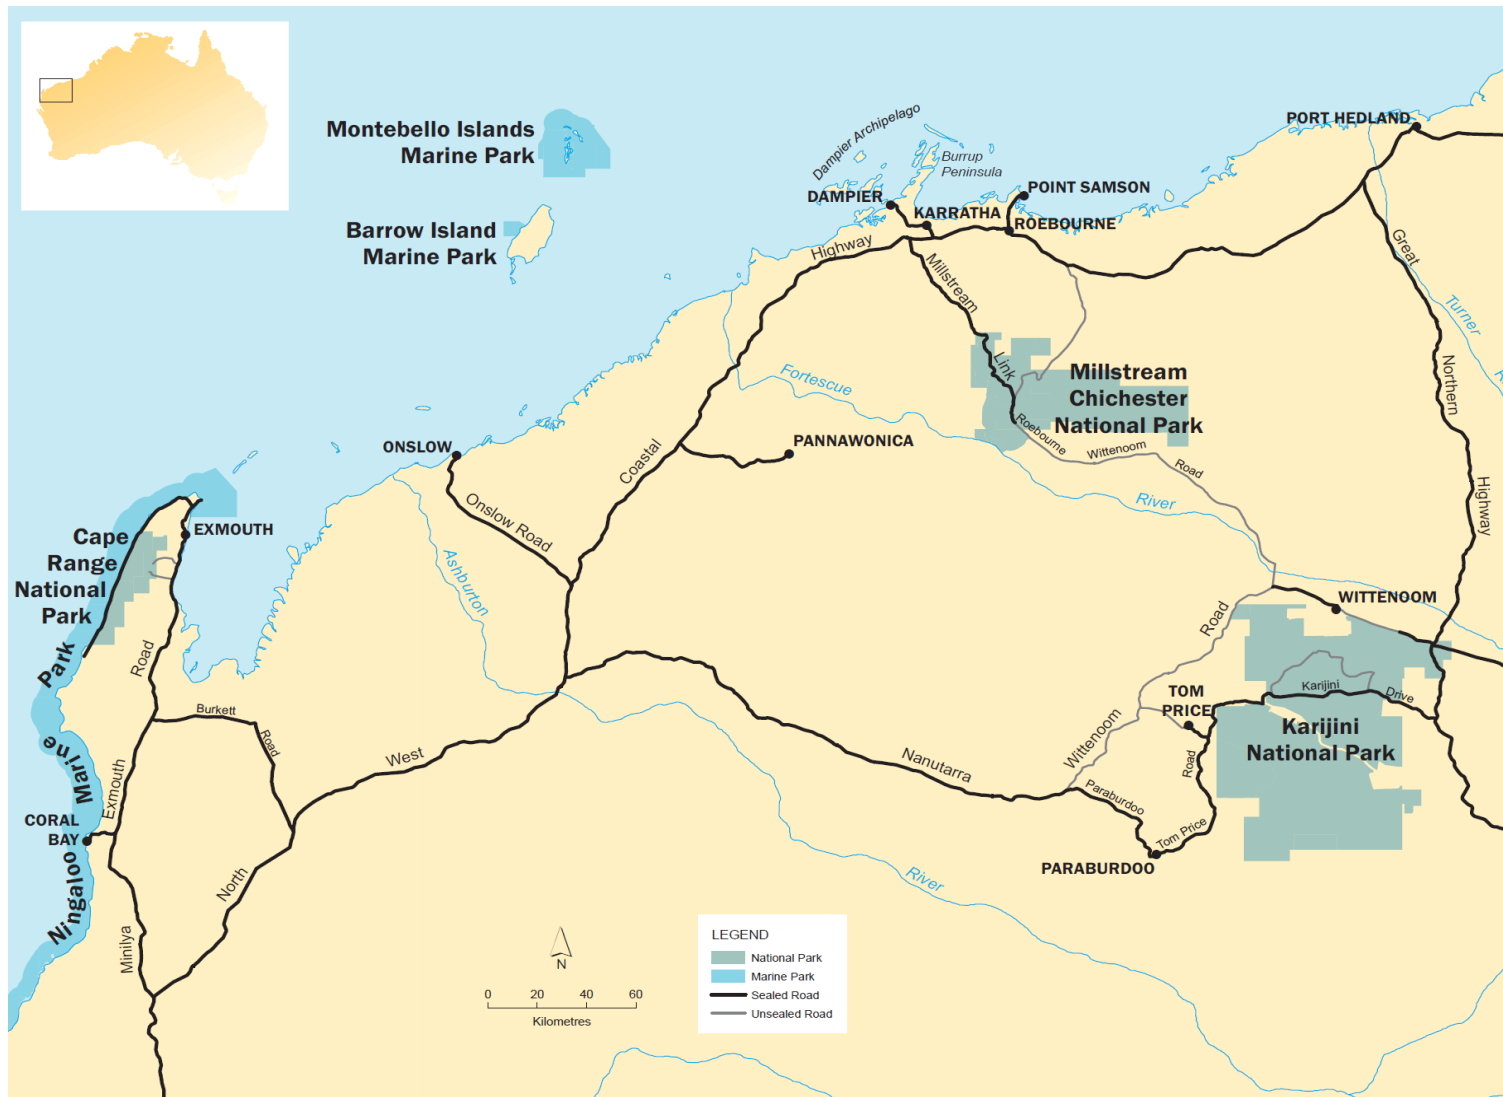 Montebello Islands
Marine Park
Barrow Island
Marine Park
Dampier Archipelago
Burrup
Peninsula
DAMPIER
KARRATHA
POINT SAMSON
ROEBOURNE
PORT HEDLAND
Highway
Millstream
Link
Great
Northern
Highway
Turner
Fortescue
River
Millstream
Chichester
National Park
Roebourne
Wittenoom
Road
PANNAWONICA
Coastal
ONSLOW
Onslow Road
Ashburton
EXMOUTH
Cape
Range
National
Park
Ningaloo
Marine
Park
Road
Burkett
Road
Exmouth
CORAL
BAY
Minilya
North
West
Nanutarra
Wittenoom
Road
WITTENOOM
TOM
PRICE
Karijini
Drive
Karijini
National Park
Road
Paraburdoo
Tom Price
PARABURDOO
River
N
0 20 40 60
Kilometres
LEGEND
National Park
Marine Park
Sealed Road
Unsealed Road